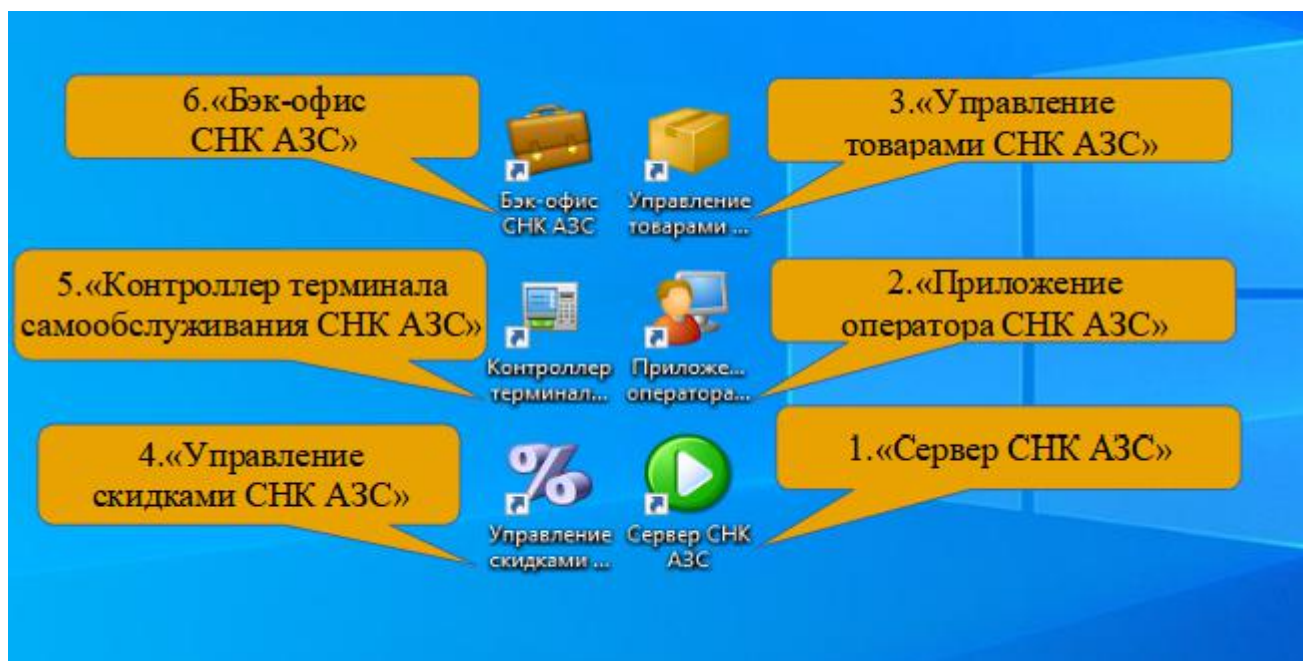 6.«Бэк-офис
СНК АЗС»
3.«Управление
товарами СНК АЗС»
Бэк-офис
СНК АЗС
Управление
товарами ...
5.«Контроллер терминала
самообслуживания СНК АЗС»
2.«Приложение
оператора СНК АЗС»
Контроллер
терминал...
Приложе...
оператора...
4.«Управление
скидками СНК АЗС»
1.«Сервер СНК АЗС»
Управление
скидками ...
Сервер СНК
АЗС